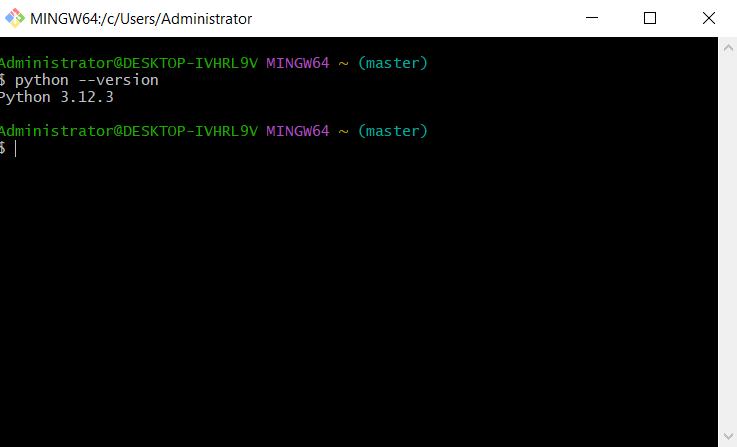 MINGW64:/c/Users/Administrator
Administrator@DESKTOP-IVHRL9V MINGW64 ~ (master)
$ python --version
Python 3.12.3
Administrator@DESKTOP-IVHRL9V MINGW64 ~ (master)
$